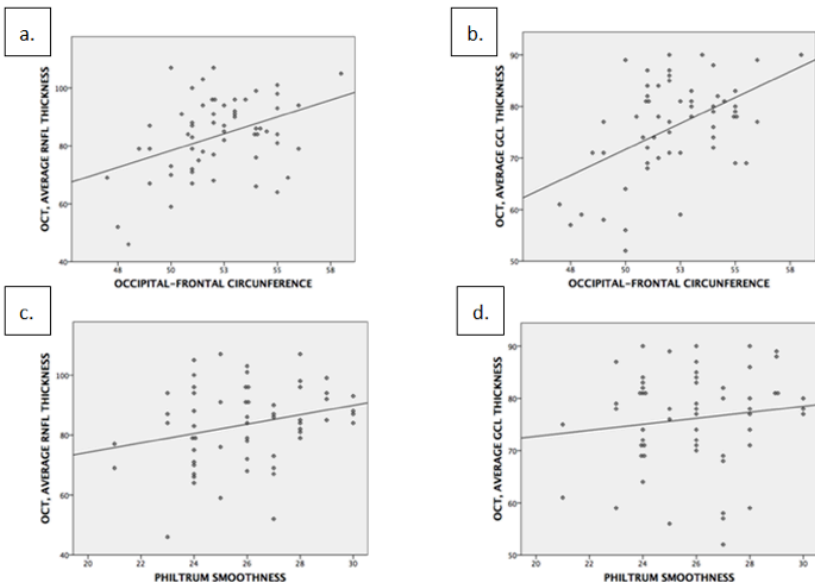 a.
OCT, AVERAGE RNFL THICKNESS
100
80
60
40
48 50 53 55 58
OCCIPITAL-FRONTAL CIRCUNFERENCE
b.
OCT, AVERAGE GCL THICKNESS
90
80
70
60
50
48 50 53 55 58
OCCIPITAL-FRONTAL CIRCUNFERENCE
c.
OCT, AVERAGE RNFL THICKNESS
100
80
60
40
20 22 24 26 28 30
PHILTRUM SMOOTHNESS
d.
OCT, AVERAGE GCL THICKNESS
90
80
70
60
50
20 22 24 26 28 30
PHILTRUM SMOOTHNESS